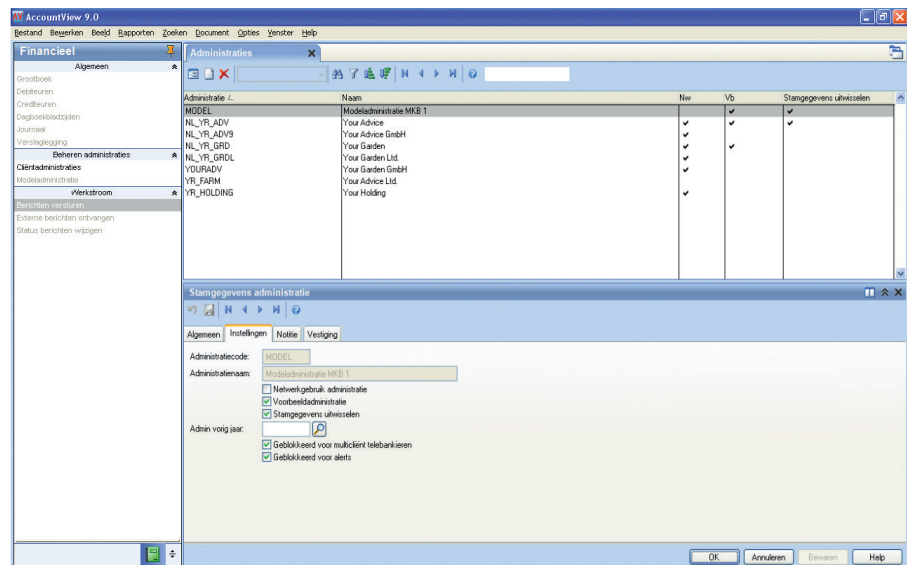 AccountView 9.0
Bestand Bewerken Beeld Rapporten Zoeken Document Opties Venster Help
Financieel
Algemeen
Grootboek
Debiteuren
Crediteuren
Dagboekbladzijden
Journaal
Verslaglegging
Beheren administraties
Cliëntadministraties
Modeladministratie
Werkstroom
Berichten versturen
Externe berichten ontvangen
Status berichten wijzigen
Administraties
Administratie Naam Nw Vb Stamgegevens uitwisselen
MODEL Modeladministratie MKB 1
NL_YR_ADV Your Advice
NL_YR_ADV9 Your Advice GmbH
NL_YR_GRD Your Garden
NL_YR_GRDL Your Garden Ltd.
YOURADV Your Garden GmbH
YR_FARM Your Advice Ltd.
YR_HOLDING Your Holding
Stamgegevens administratie
Algemeen Instellingen Notitie Vestiging
Administratiecode: MODEL
Administratienaam: Modeladministratie MKB 1
Netwerkgebruik administratie
Voorbeeldadministratie
Stamgegevens uitwisselen
Admin vorig jaar:
Geblokkeerd voor multicliënt telebankieren
Geblokkeerd voor alerts
OK Annuleren Bewaren Help